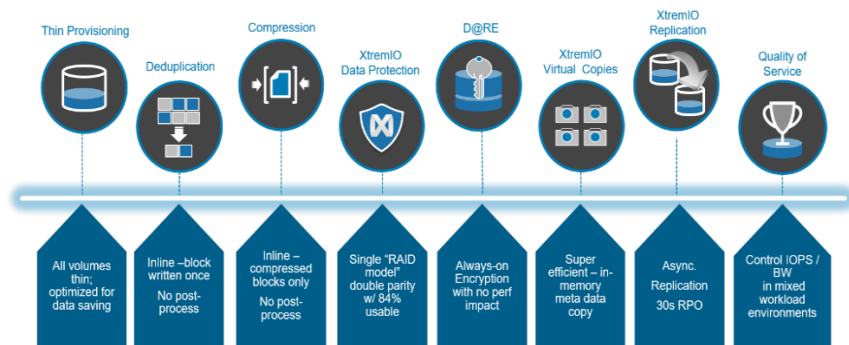 Thin Provisioning
Deduplication
Compression
XtremIO
Data Protection
D@RE
XtremIO
Virtual Copies
XtremIO
Replication
Quality of
Service
All volumes
thin;
optimized for
data saving
Inline –block
written once
No post-
process
Inline –
compressed
blocks only
No post-
process
Single “RAID
model”
double parity
w/ 84%
usable
Always-on
Encryption
with no perf
impact
Super
efficient – in-
memory
meta data
copy
Async.
Replication
30s RPO
Control IOPS /
BW
in mixed
workload
environments